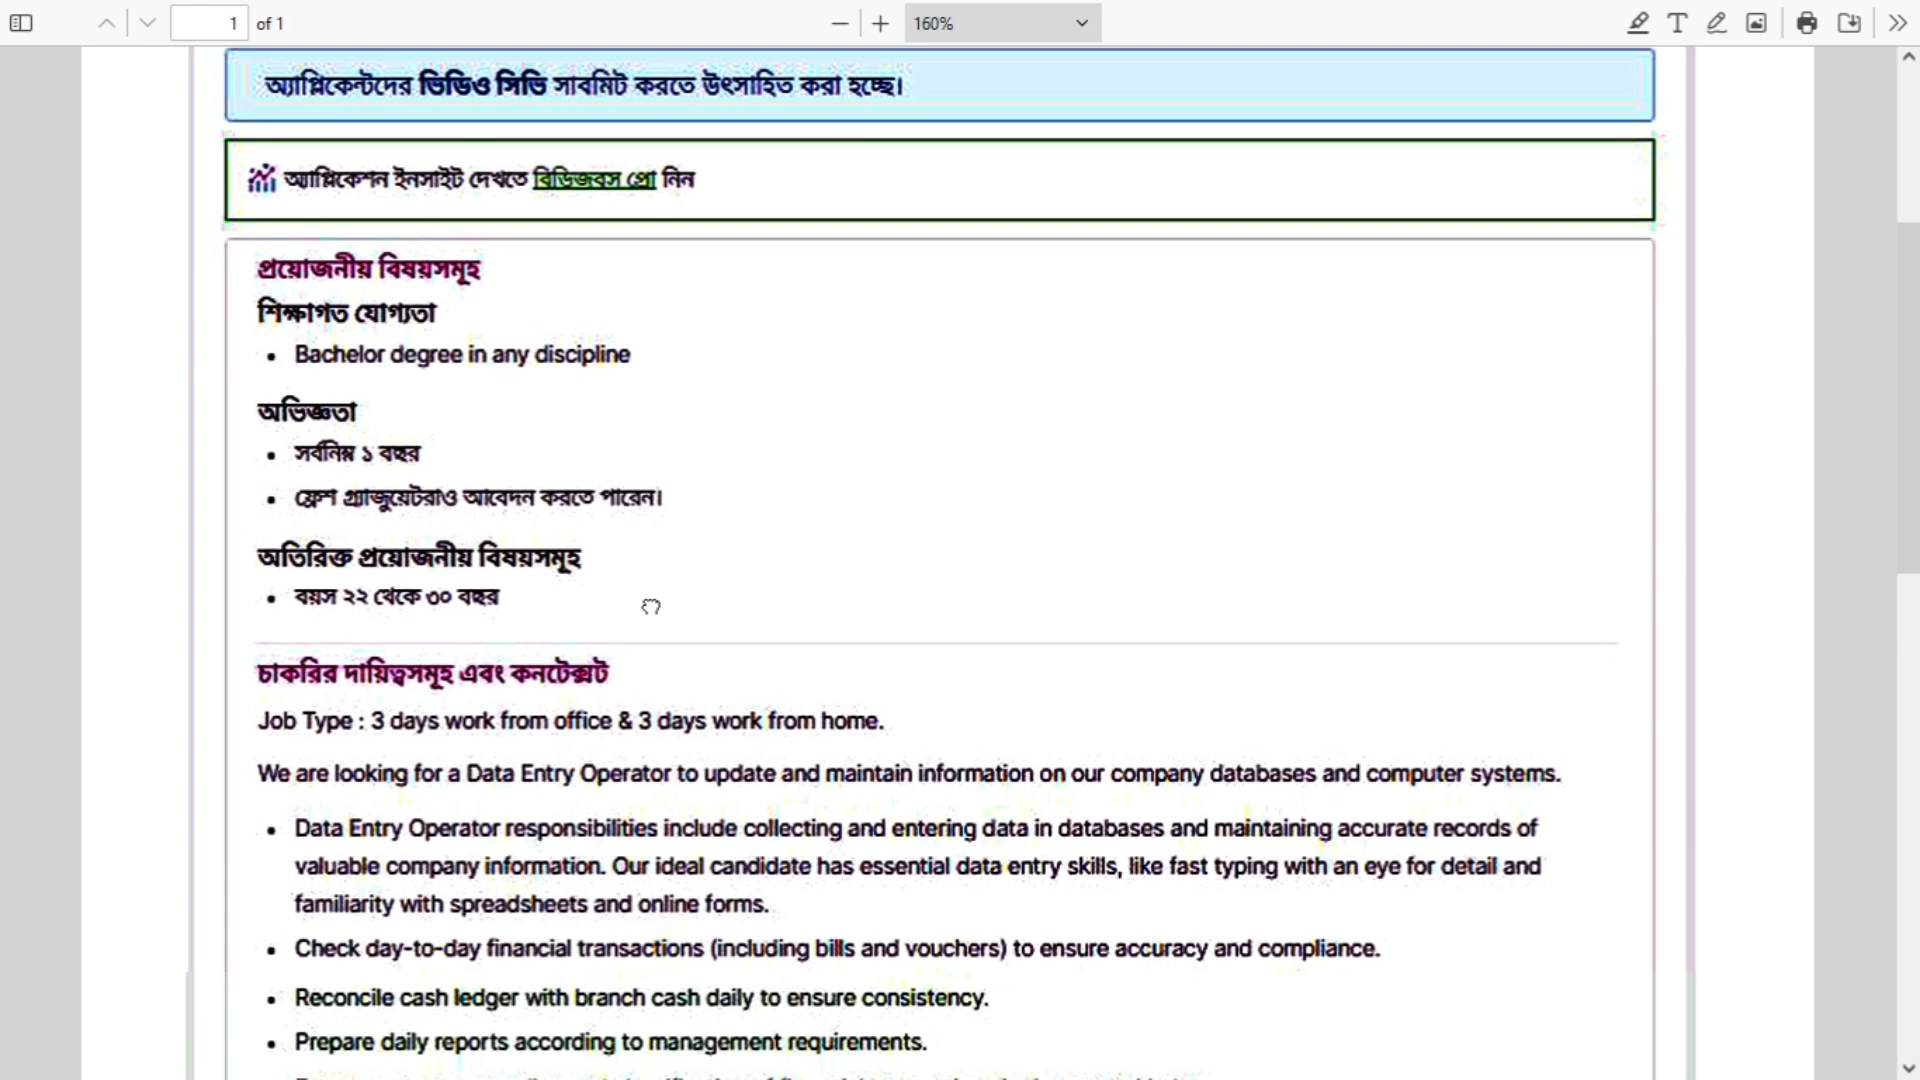 1 of 1
160%
অ্যাপ্লিকেন্টদের ভিডিও সিভি সাবমিট করতে উৎসাহিত করা হচ্ছে।
অ্যাপ্লিকেশন ইনসাইট দেখতে বিডিজবস প্রো নিন
প্রয়োজনীয় বিষয়সমূহ
শিক্ষাগত যোগ্যতা
• Bachelor degree in any discipline
অভিজ্ঞতা
• সর্বনিম্ন ১ বছর
• ফ্রেশ গ্র্যাজুয়েটরাও আবেদন করতে পারেন।
অতিরিক্ত প্রয়োজনীয় বিষয়সমূহ
• বয়স ২২ থেকে ৩০ বছর
চাকরির দায়িত্বসমূহ এবং কনটেক্সট
Job Type : 3 days work from office & 3 days work from home.
We are looking for a Data Entry Operator to update and maintain information on our company databases and computer systems.
• Data Entry Operator responsibilities include collecting and entering data in databases and maintaining accurate records of
valuable company information. Our ideal candidate has essential data entry skills, like fast typing with an eye for detail and
familiarity with spreadsheets and online forms.
• Check day-to-day financial transactions (including bills and vouchers) to ensure accuracy and compliance.
• Reconcile cash ledger with branch cash daily to ensure consistency.
• Prepare daily reports according to management requirements.